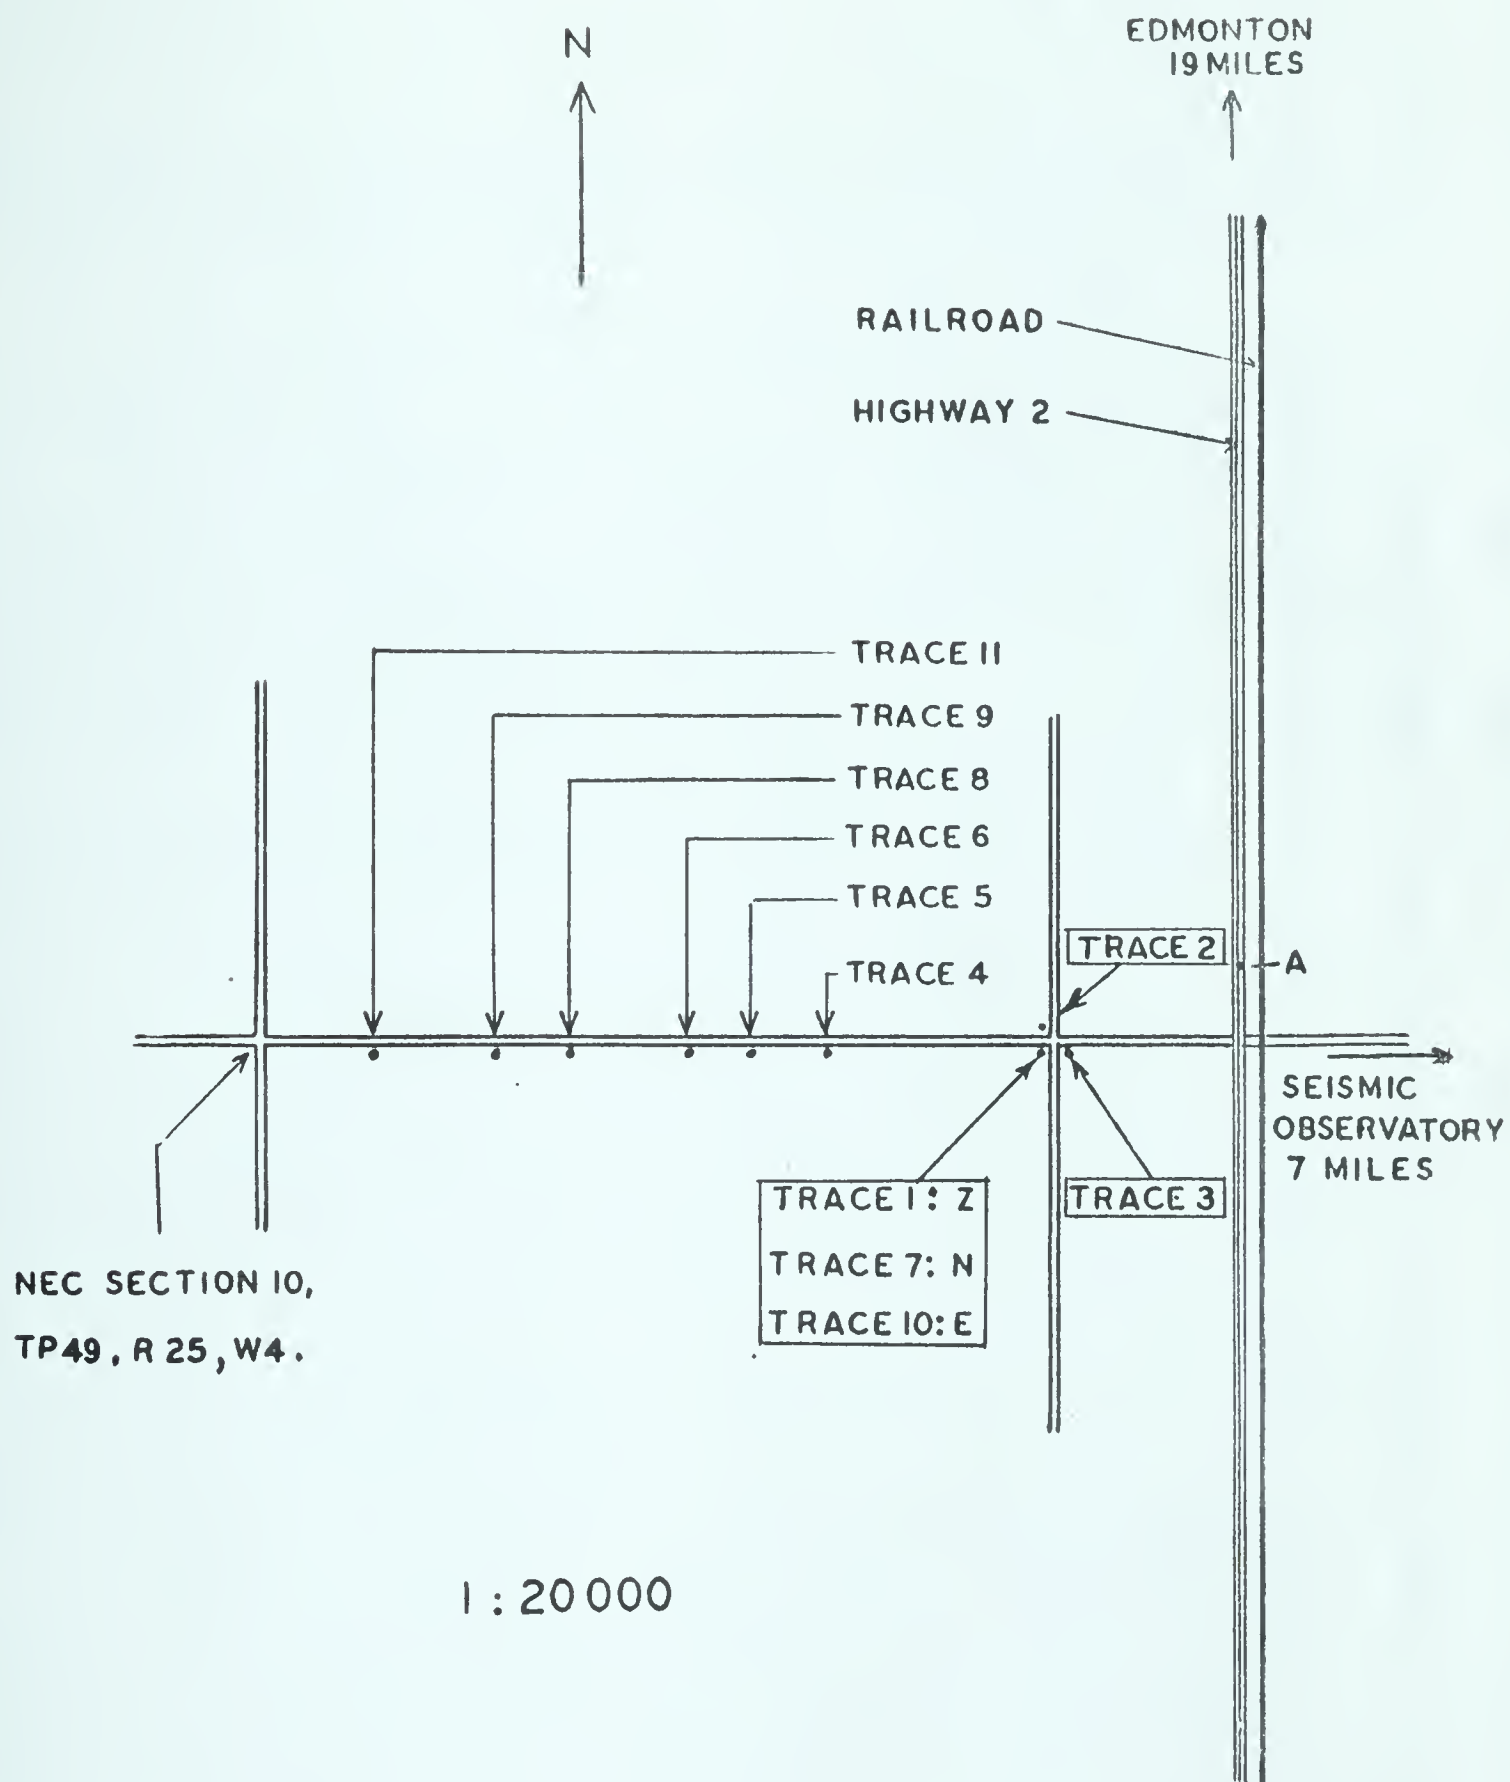 N
EDMONTON
19 MILES
RAILROAD
HIGHWAY 2
TRACE 11
TRACE 9
TRACE 8
TRACE 6
TRACE 5
TRACE 4
TRACE 2
A
SEISMIC
OBSERVATORY
7 MILES
TRACE 1: Z
TRACE 7: N
TRACE 10: E
TRACE 3
NEC SECTION 10,
TP49, R 25, W4.
1 : 20 000